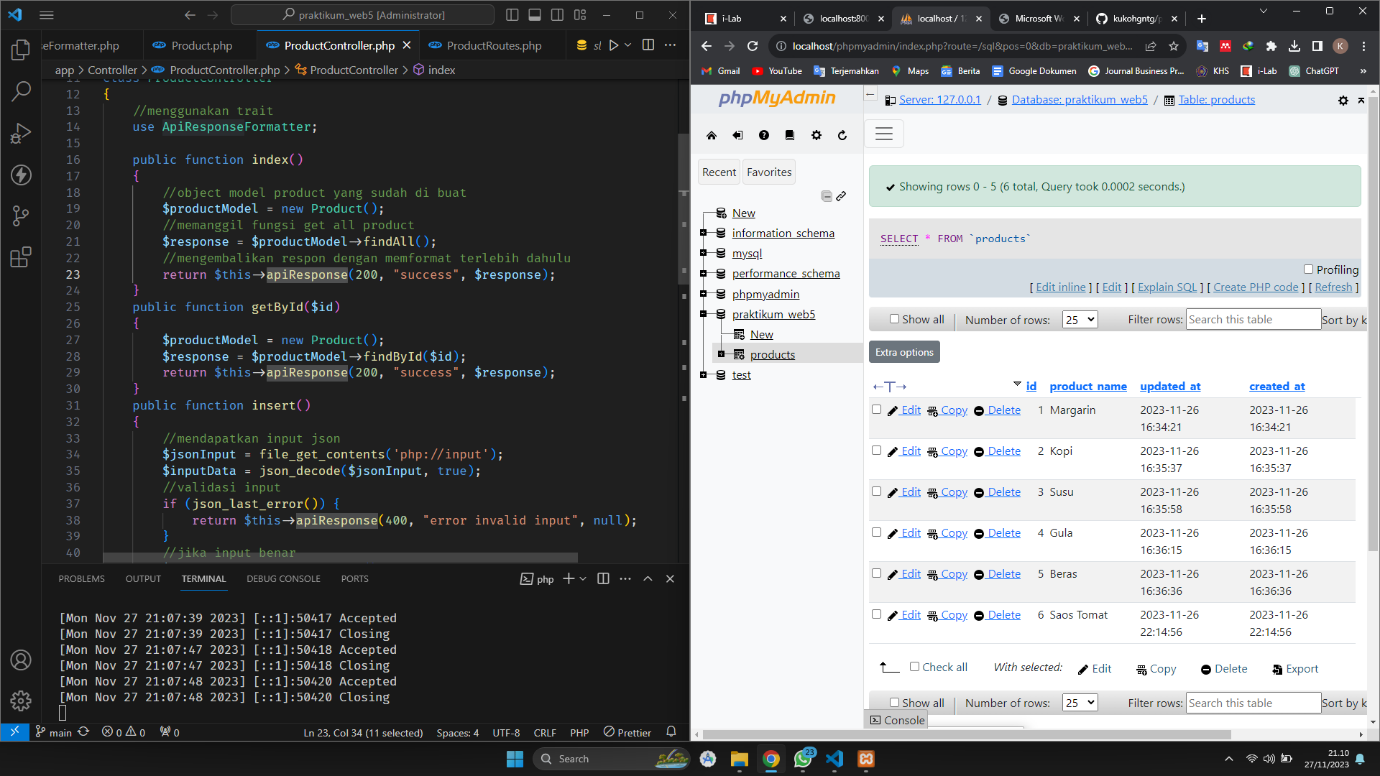 praktikum_web5 [Administrator]
eFormatter.php
Product.php
ProductController.php
ProductRoutes.php
app > Controller > ProductController.php > ProductController > index
12 {
13 //menggunakan trait
14 use ApiResponseFormatter;
15
16 public function index()
17 {
18 //object model product yang sudah di buat
19 $productModel = new Product();
20 //memanggil fungsi get all product
21 $response = $productModel->findAll();
22 //mengembalikan respon dengan memformat terlebih dahulu
23 return $this->apiResponse(200, "success", $response);
24 }
25 public function getById($id)
26 {
27 $productModel = new Product();
28 $response = $productModel->findById($id);
29 return $this->apiResponse(200, "success", $response);
30 }
31 public function insert()
32 {
33 //mendapatkan input json
34 $jsonInput = file_get_contents('php://input');
35 $inputData = json_decode($jsonInput, true);
36 //validasi input
37 if (json_last_error()) {
38 return $this->apiResponse(400, "error invalid input", null);
39 }
40 //jika input benar
PROBLEMS OUTPUT TERMINAL DEBUG CONSOLE PORTS
php
[Mon Nov 27 21:07:39 2023] [::1]:50417 Accepted
[Mon Nov 27 21:07:39 2023] [::1]:50417 Closing
[Mon Nov 27 21:07:47 2023] [::1]:50418 Accepted
[Mon Nov 27 21:07:47 2023] [::1]:50418 Closing
[Mon Nov 27 21:07:48 2023] [::1]:50420 Accepted
[Mon Nov 27 21:07:48 2023] [::1]:50420 Closing
main 0 0 0 Ln 23, Col 34 (11 selected) Spaces: 4 UTF-8 CRLF PHP Prettier
i-Lab
localhost:800
localhost / 12
Microsoft We
kukohgntg/p
localhost/phpmyadmin/index.php?route=/sql&pos=0&db=praktikum_web...
K
Gmail YouTube Terjemahkan Maps Berita Google Dokumen Journal Business Pr... KHS i-Lab ChatGPT »
phpMyAdmin
Recent Favorites
New
information_schema
mysql
performance_schema
phpmyadmin
praktikum_web5
New
products
test
Server: 127.0.0.1 / Database: praktikum_web5 / Table: products
Showing rows 0 - 5 (6 total, Query took 0.0002 seconds.)
SELECT * FROM `products`
Profiling
[ Edit inline ] [ Edit ] [ Explain SQL ] [ Create PHP code ] [ Refresh ]
Show all Number of rows: 25 Filter rows: Search this table Sort by k
Extra options
id product_name updated_at created_at
Edit Copy Delete 1 Margarin 2023-11-26 2023-11-26
16:34:21 16:34:21
Edit Copy Delete 2 Kopi 2023-11-26 2023-11-26
16:35:37 16:35:37
Edit Copy Delete 3 Susu 2023-11-26 2023-11-26
16:35:58 16:35:58
Edit Copy Delete 4 Gula 2023-11-26 2023-11-26
16:36:15 16:36:15
Edit Copy Delete 5 Beras 2023-11-26 2023-11-26
16:36:36 16:36:36
Edit Copy Delete 6 Saos Tomat 2023-11-26 2023-11-26
22:14:56 22:14:56
Check all With selected: Edit Copy Delete Export
Show all Number of rows: 25 Filter rows: Search this table Sort by k
Console
Search
23
21.10
27/11/2023